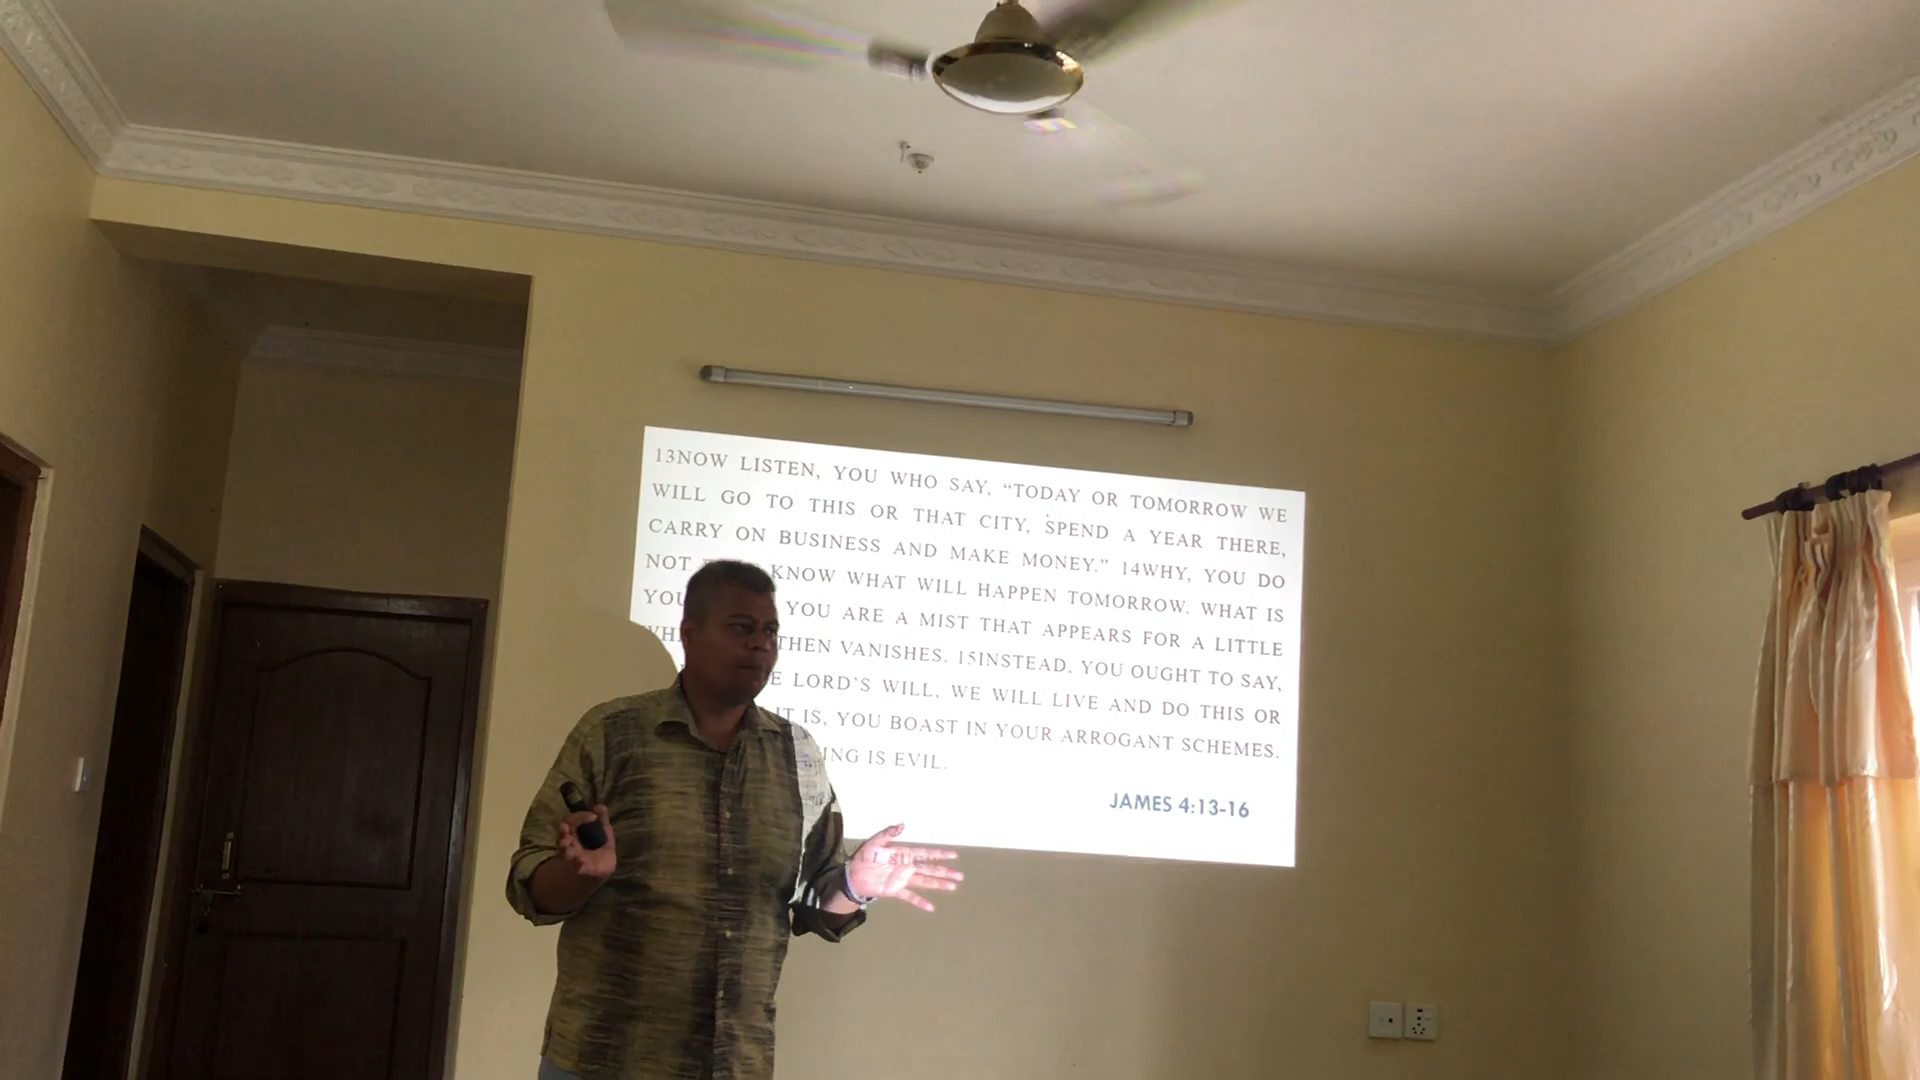 13NOW LISTEN, YOU WHO SAY, “TODAY OR TOMORROW WE
WILL GO TO THIS OR THAT CITY, SPEND A YEAR THERE,
CARRY ON BUSINESS AND MAKE MONEY.” 14WHY, YOU DO
NOT KNOW WHAT WILL HAPPEN TOMORROW. WHAT IS
YOU ARE A MIST THAT APPEARS FOR A LITTLE
THEN VANISHES. 15INSTEAD, YOU OUGHT TO SAY,
LORD’S WILL, WE WILL LIVE AND DO THIS OR
IT IS, YOU BOAST IN YOUR ARROGANT SCHEMES.
IS EVIL.
JAMES 4:13-16